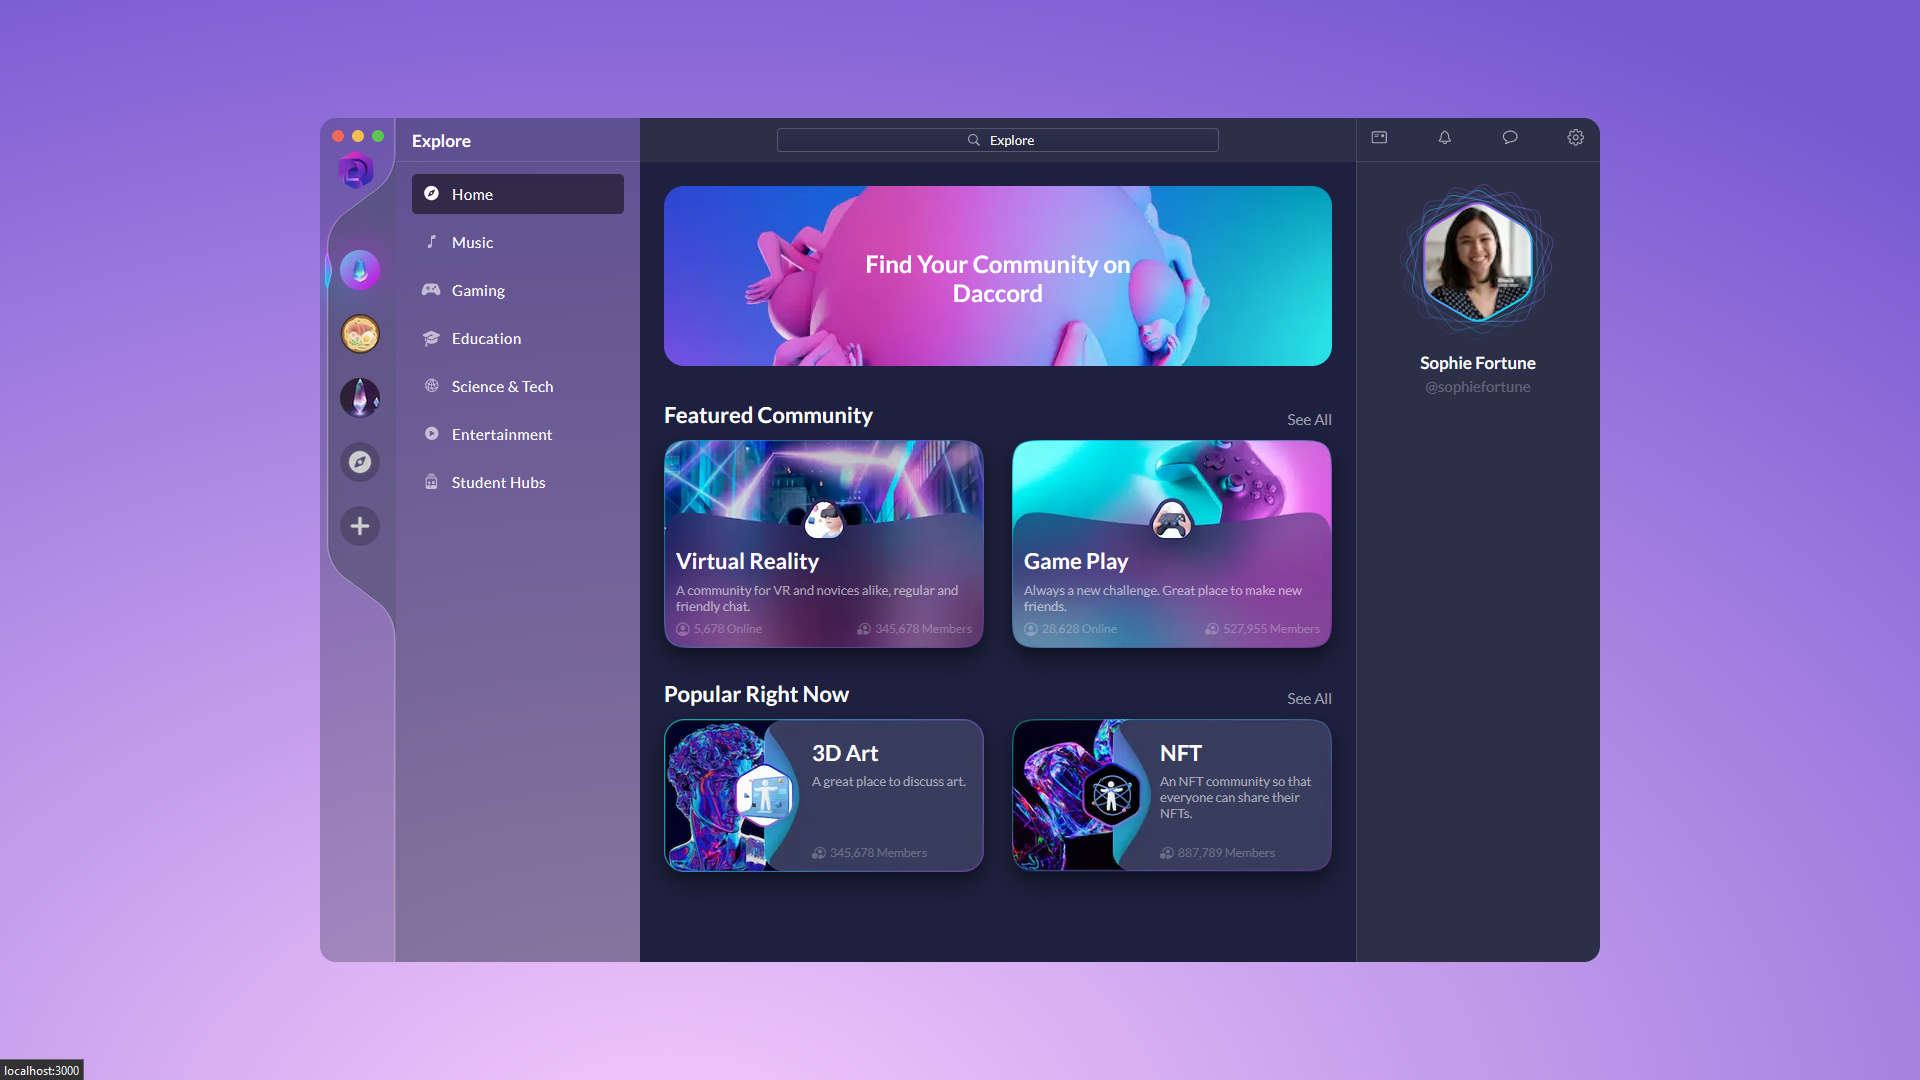 Explore
Home
Music
Gaming
Education
Science & Tech
Entertainment
Student Hubs
Explore
Find Your Community on
Daccord
Featured Community
See All
Virtual Reality
A community for VR and novices alike, regular and
friendly chat.
5,678 Online
345,678 Members
Game Play
Always a new challenge. Great place to make new
friends.
28,628 Online
527,955 Members
Popular Right Now
See All
3D Art
A great place to discuss art.
345,678 Members
NFT
An NFT community so that
everyone can share their
NFTs.
887,789 Members
Sophie Fortune
@sophiefortune
localhost:3000